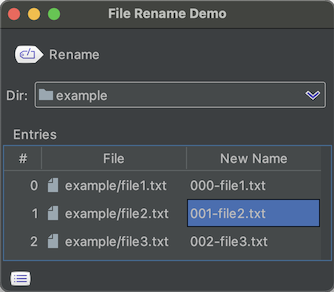 File Rename Demo
Rename
Dir: example
Entries
# File New Name
0 example/file1.txt 000-file1.txt
1 example/file2.txt 001-file2.txt
2 example/file3.txt 002-file3.txt